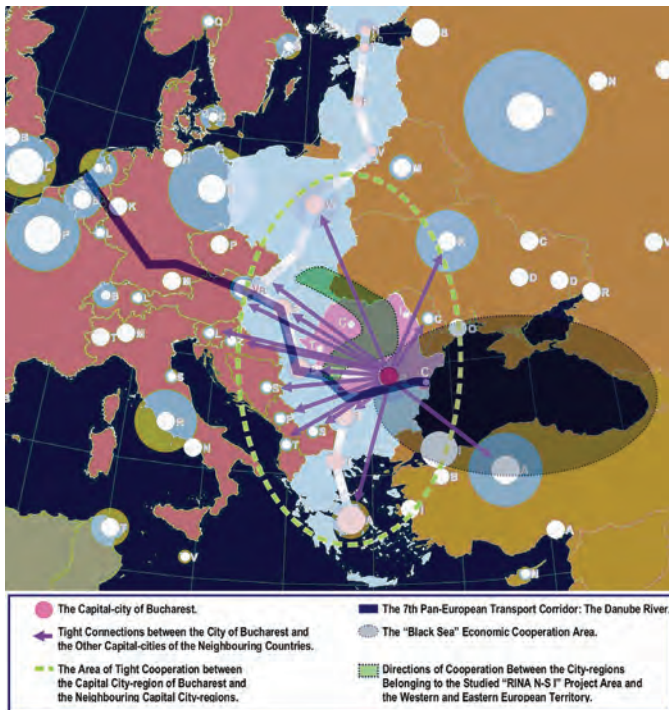 The Capital-city of Bucharest.
Tight Connections between the City of Bucharest and
the Other Capital-cities of the Neighbouring Countries.
The Area of Tight Cooperation between
the Capital City-region of Bucharest and
the Neighbouring Capital City-regions.
The 7th Pan-European Transport Corridor: The Danube River.
The “Black Sea” Economic Cooperation Area.
Directions of Cooperation Between the City-regions
Belonging to the Studied “RINA N-S I” Project Area and
the Western and Eastern European Territory.